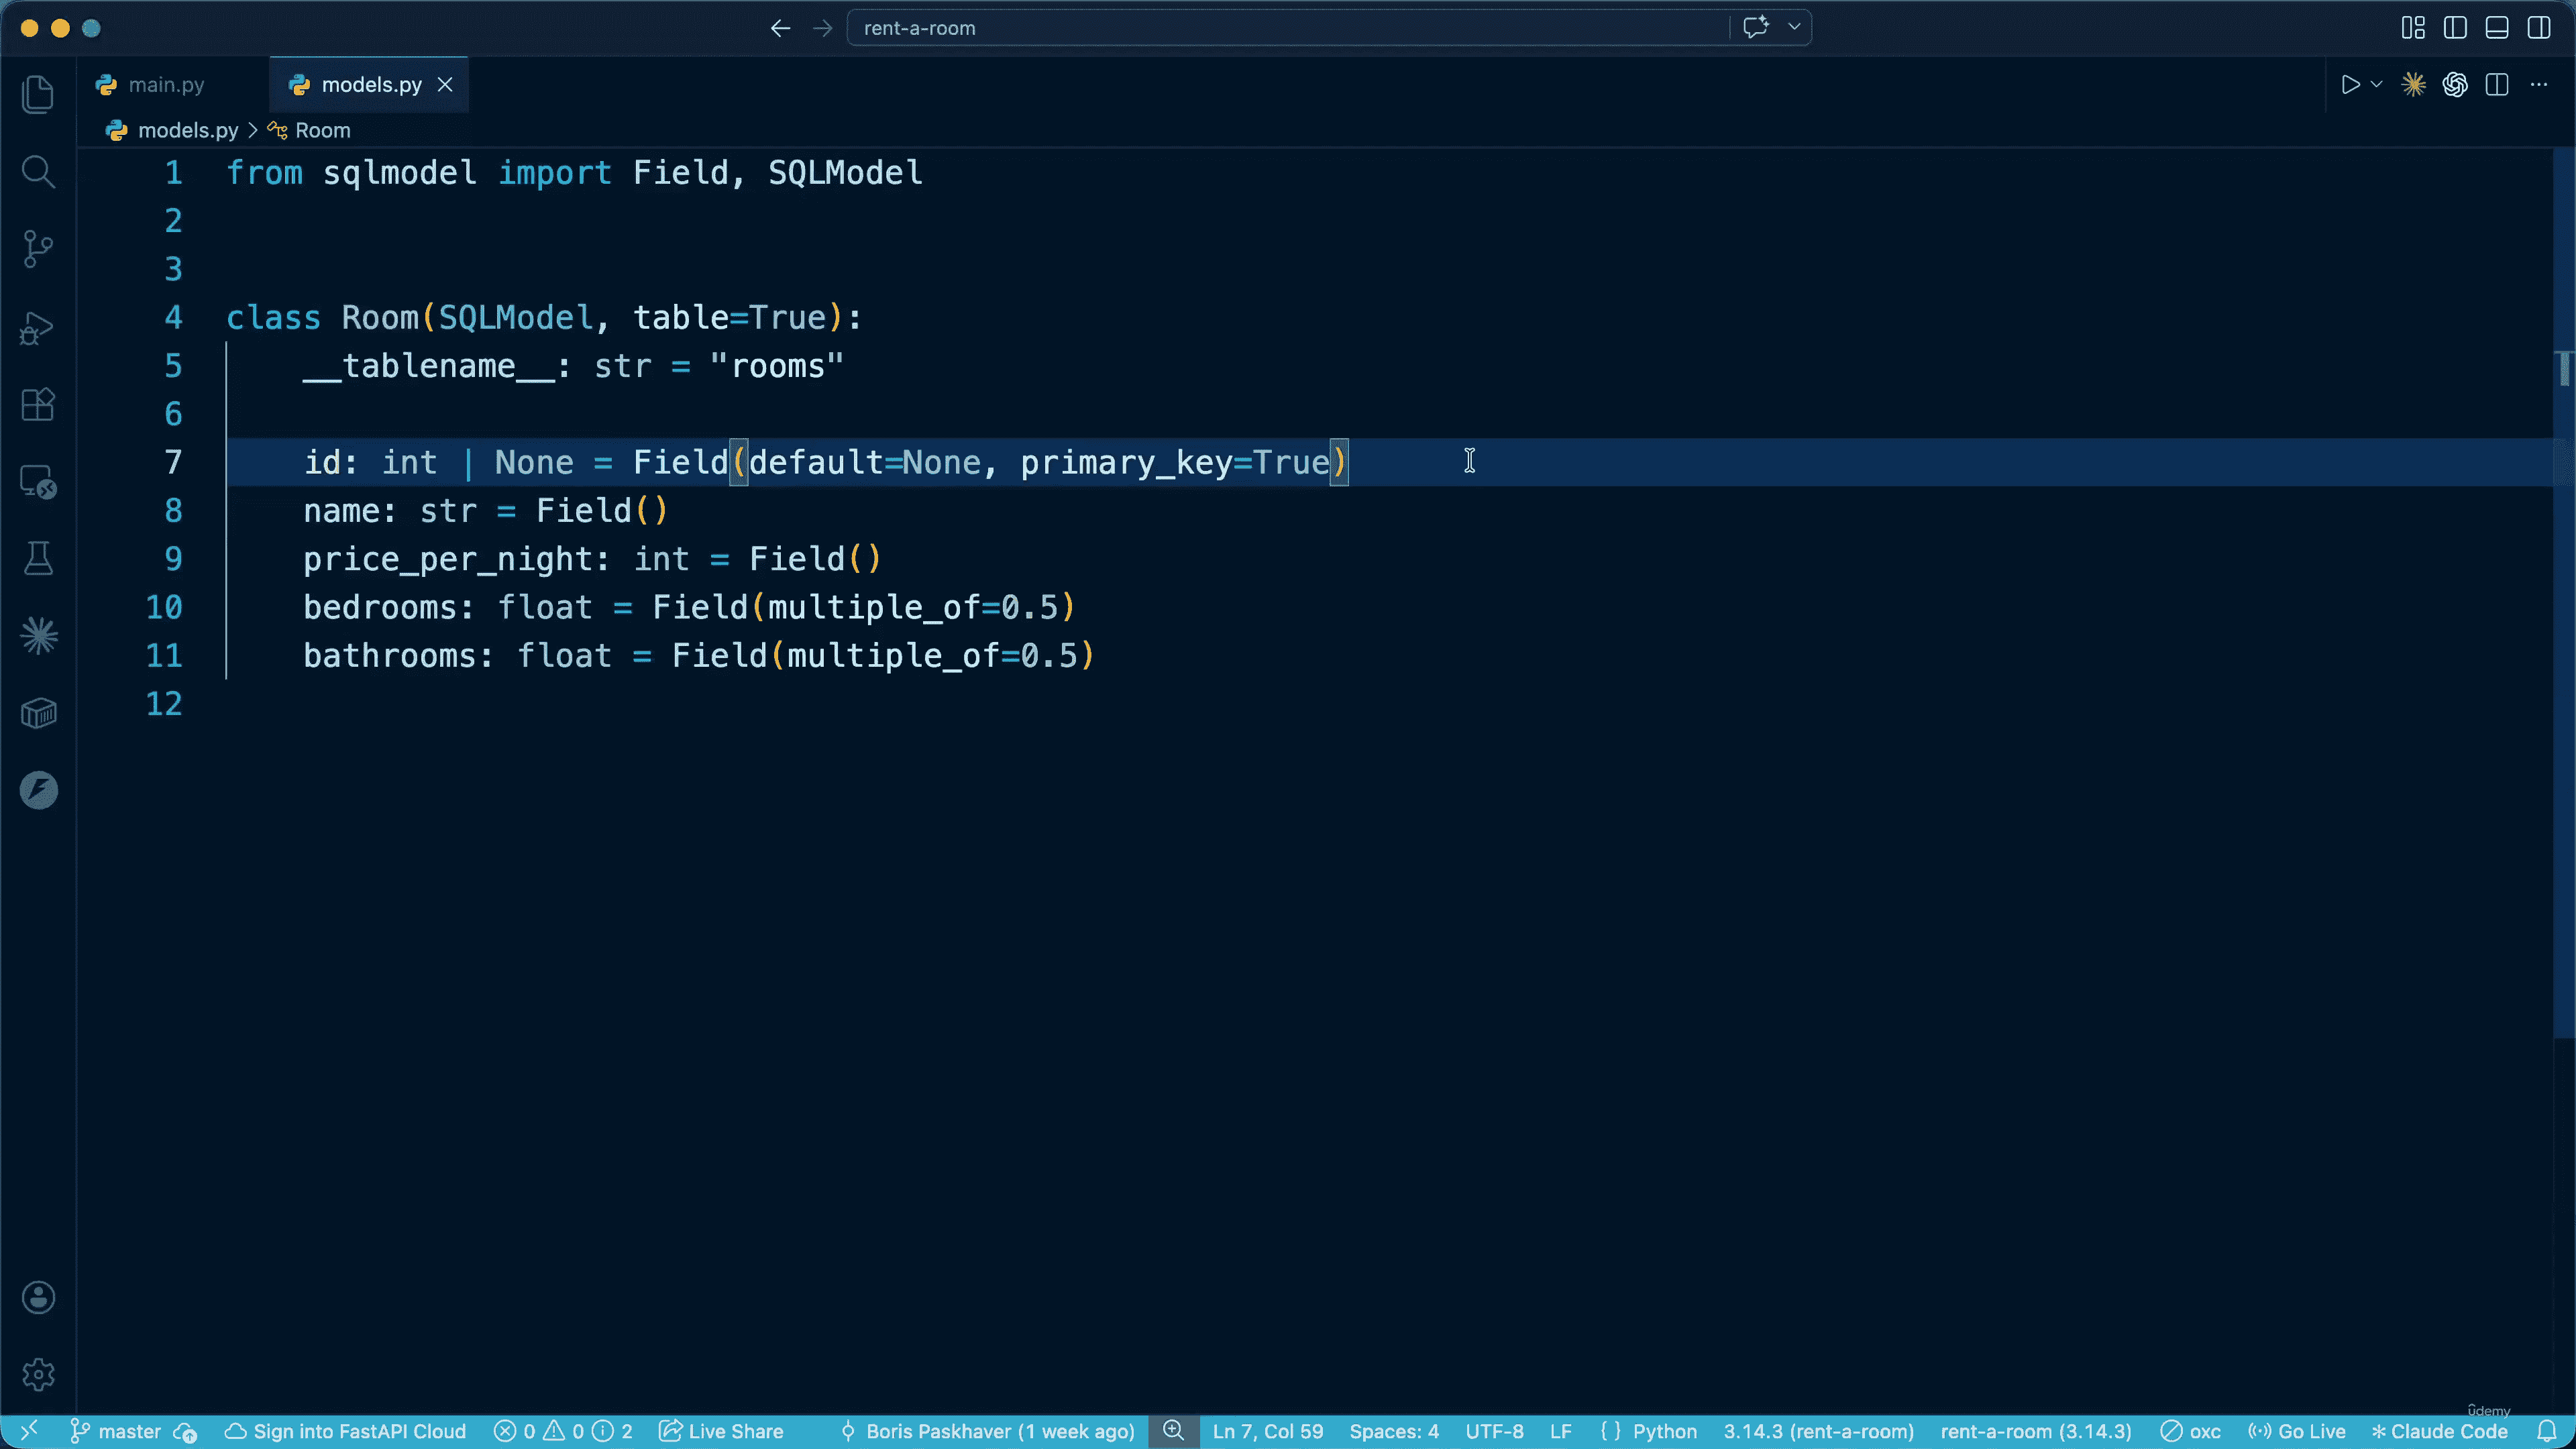 rent-a-room
main.py
models.py
models.py > Room
1 from sqlmodel import Field, SQLModel
2
3
4 class Room(SQLModel, table=True):
5     __tablename__: str = "rooms"
6
7     id: int | None = Field(default=None, primary_key=True)
8     name: str = Field()
9     price_per_night: int = Field()
10     bedrooms: float = Field(multiple_of=0.5)
11     bathrooms: float = Field(multiple_of=0.5)
12
ûdemy
master Sign into FastAPI Cloud 0 0 2 Live Share Boris Paskhaver (1 week ago) Ln 7, Col 59 Spaces: 4 UTF-8 LF { } Python 3.14.3 (rent-a-room) rent-a-room (3.14.3) oxc Go Live Claude Code